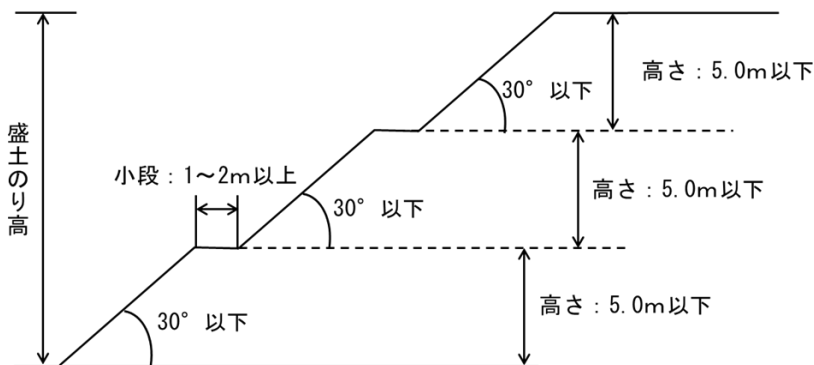 高さ：5.0m以下
30° 以下
盛土のり高
小段：1～2m以上
30° 以下
高さ：5.0m以下
30° 以下
高さ：5.0m以下